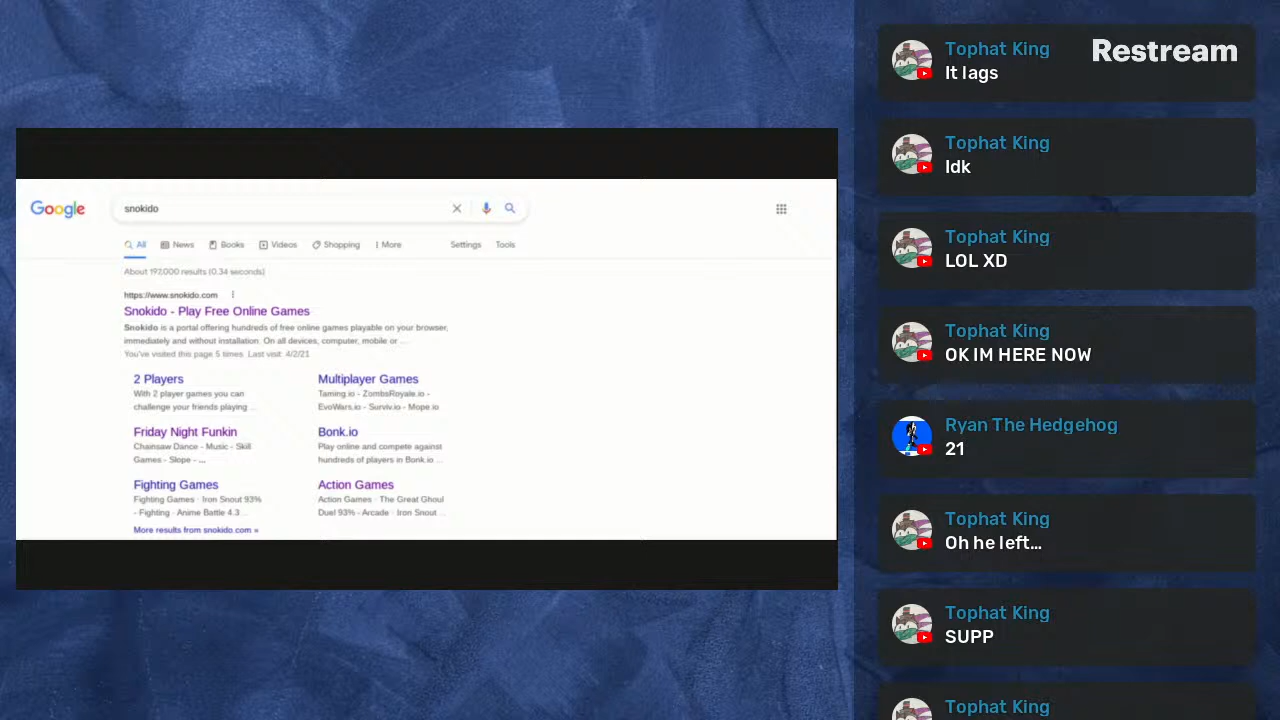 Google
snokido
All
News
Books
Videos
Shopping
More
Settings
Tools
About 192,000 results (0.34 seconds)
https://www.snokido.com
Snokido - Play Free Online Games
Snokido is a portal offering hundreds of free online games playable on your browser,
immediately and without installation. On all devices, computer, mobile or ...
You've visited this page 5 times. Last visit: 4/2/21
2 Players
With 2 player games you can
challenge your friends playing ...
Multiplayer Games
Taming.io - ZombsRoyale.io -
EvoWars.io - Surviv.io - Mope.io
Friday Night Funkin
Chainsaw Dance - Music - Skill
Games - Slope - ...
Bonk.io
Play online and compete against
hundreds of players in Bonk.io ...
Fighting Games
Fighting Games · Iron Snout 93%
- Fighting · Anime Battle 4.3 ...
Action Games
Action Games · The Great Ghoul
Duel 93% - Arcade · Iron Snout ...
More results from snokido.com »
Restream
Tophat King
It lags
Tophat King
Idk
Tophat King
LOL XD
Tophat King
OK IM HERE NOW
Ryan The Hedgehog
21
Tophat King
Oh he left...
Tophat King
SUPP
Tophat King